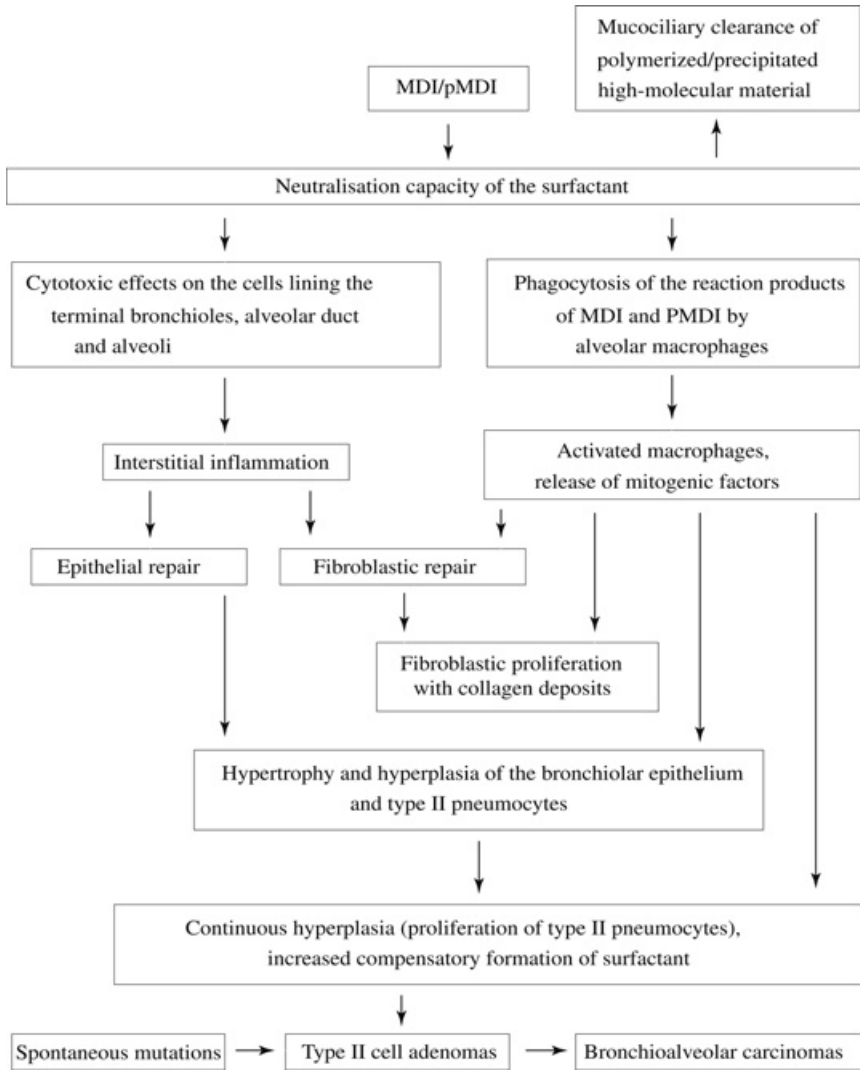 Mucociliary clearance of
polymerized/precipitated
high-molecular material
MDI/pMDI
Neutralisation capacity of the surfactant
Cytotoxic effects on the cells lining the
terminal bronchioles, alveolar duct
and alveoli
Phagocytosis of the reaction products
of MDI and PMDI by
alveolar macrophages
Interstitial inflammation
Activated macrophages,
release of mitogenic factors
Epithelial repair
Fibroblastic repair
Fibroblastic proliferation
with collagen deposits
Hypertrophy and hyperplasia of the bronchiolar epithelium
and type II pneumocytes
Continuous hyperplasia (proliferation of type II pneumocytes),
increased compensatory formation of surfactant
Spontaneous mutations
Type II cell adenomas
Bronchioalveolar carcinomas